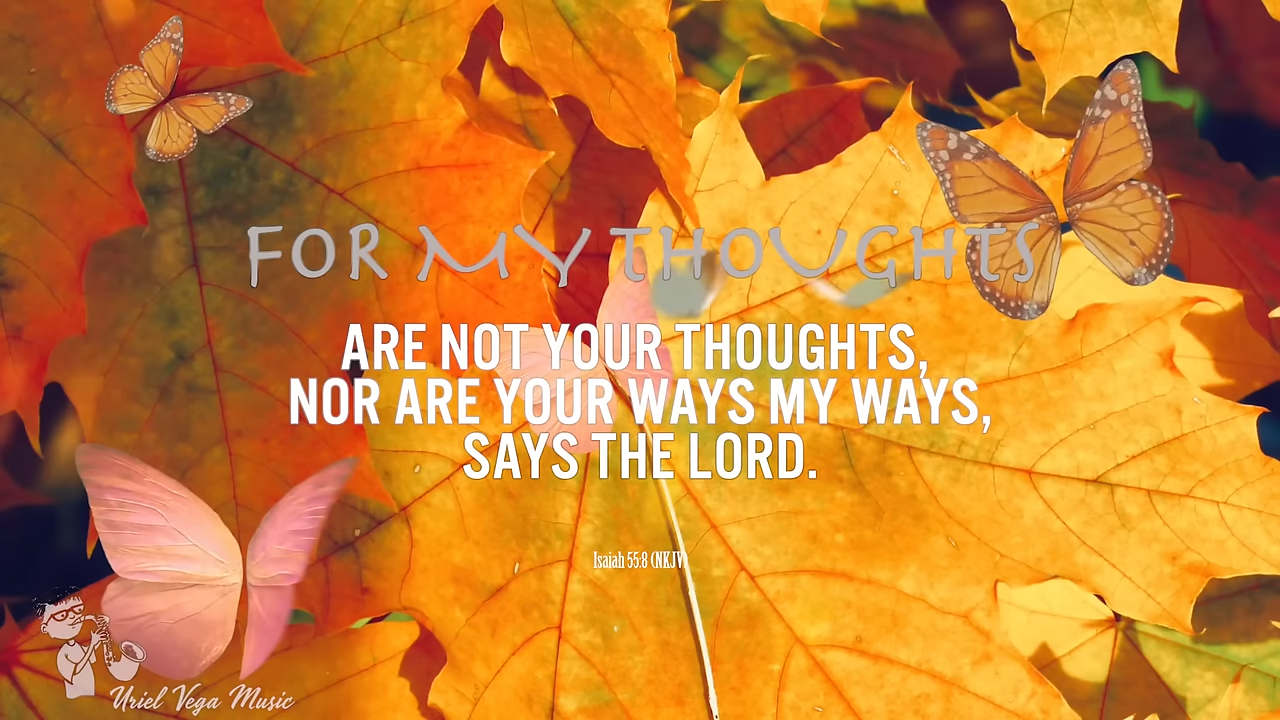 FOR MY THOUGHTS
ARE NOT YOUR THOUGHTS,
NOR ARE YOUR WAYS MY WAYS,
SAYS THE LORD.
Isaiah 55:8 (NKJV)
Uriel Vega Music